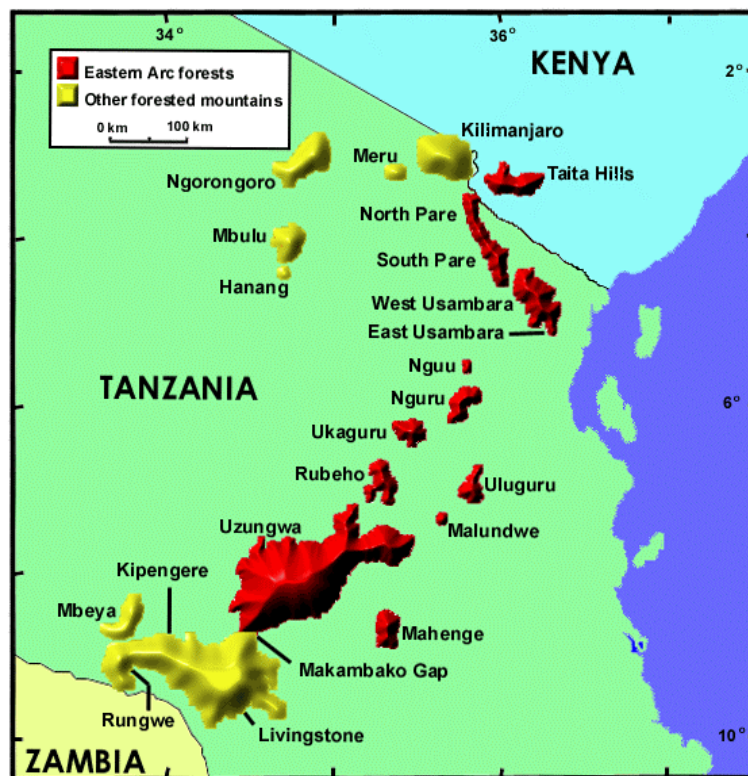 34°
36°
KENYA
2°
Eastern Arc forests
Other forested mountains
0 km 100 km
Kilimanjaro
Meru
Taita Hills
Ngorongoro
North Pare
Mbulu
South Pare
Hanang
West Usambara
East Usambara
Nguu
TANZANIA
Nguru
6°
Ukaguru
Rubeho
Uluguru
Uzungwa
Malundwe
Kipengere
Mbeya
Mahenge
Makambako Gap
Rungwe
Livingstone
10°
ZAMBIA